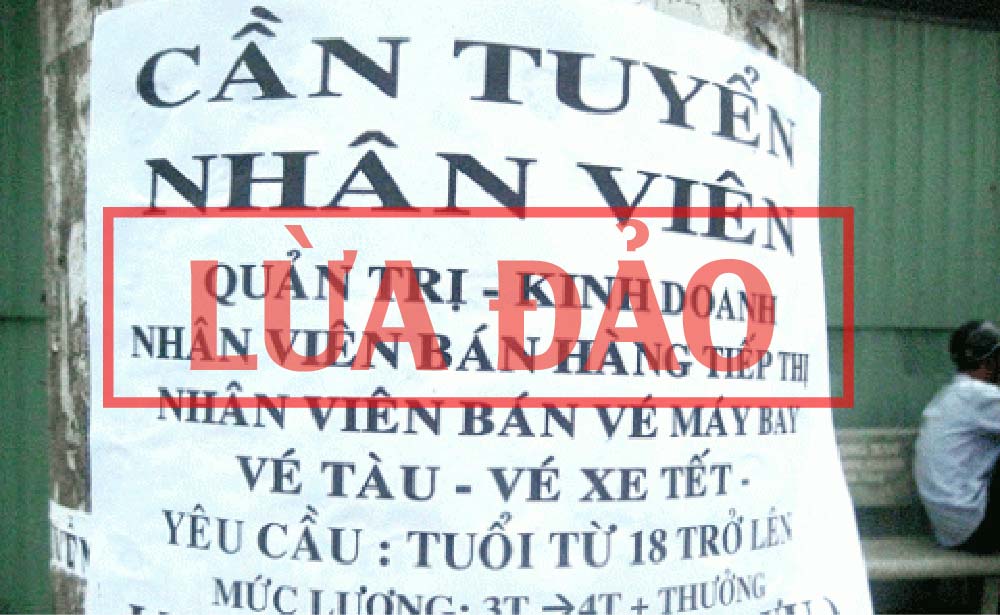 CẦN TUYỂN
NHÂN VIÊN
LỪA ĐẢO
QUẢN TRỊ - KINH DOANH
NHÂN VIÊN BÁN HÀNG TIẾP THỊ
NHÂN VIÊN BÁN VÉ MÁY BAY
VÉ TÀU - VÉ XE TẾT -
YÊU CẦU : TUỔI TỪ 18 TRỞ LÊN
MỨC LƯƠNG: 3T →4T + THƯỞNG